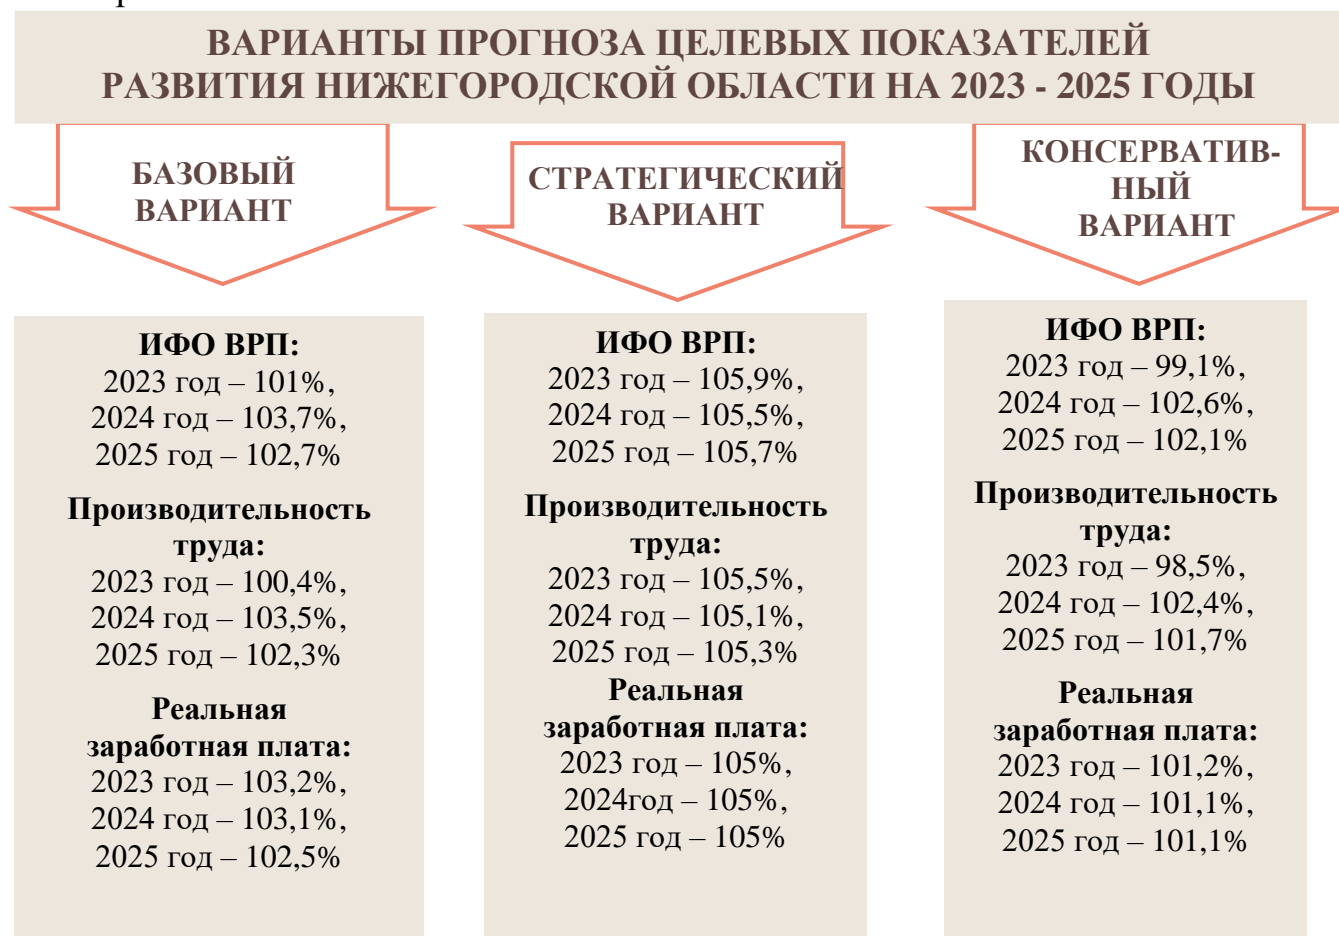 ВАРИАНТЫ ПРОГНОЗА ЦЕЛЕВЫХ ПОКАЗАТЕЛЕЙ
РАЗВИТИЯ НИЖЕГОРОДСКОЙ ОБЛАСТИ НА 2023 - 2025 ГОДЫ
БАЗОВЫЙ
ВАРИАНТ
СТРАТЕГИЧЕСКИЙ
ВАРИАНТ
КОНСЕРВАТИВ-
НЫЙ
ВАРИАНТ
ИФО ВРП:
2023 год – 101%,
2024 год – 103,7%,
2025 год – 102,7%
Производительность
труда:
2023 год – 100,4%,
2024 год – 103,5%,
2025 год – 102,3%
Реальная
заработная плата:
2023 год – 103,2%,
2024 год – 103,1%,
2025 год – 102,5%
ИФО ВРП:
2023 год – 105,9%,
2024 год – 105,5%,
2025 год – 105,7%
Производительность
труда:
2023 год – 105,5%,
2024 год – 105,1%,
2025 год – 105,3%
Реальная
заработная плата:
2023 год – 105%,
2024год – 105%,
2025 год – 105%
ИФО ВРП:
2023 год – 99,1%,
2024 год – 102,6%,
2025 год – 102,1%
Производительность
труда:
2023 год – 98,5%,
2024 год – 102,4%,
2025 год – 101,7%
Реальная
заработная плата:
2023 год – 101,2%,
2024 год – 101,1%,
2025 год – 101,1%